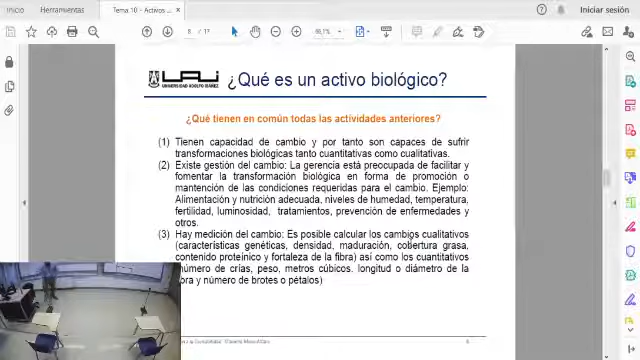 Inicio
Herramientas
Tema 10 - Activos ...
Iniciar sesión
8 / 17
UAI
UNIVERSIDAD ADOLFO IBÁÑEZ
¿Qué es un activo biológico?
¿Qué tienen en común todas las actividades anteriores?
(1) Tienen capacidad de cambio y por tanto son capaces de sufrir
transformaciones biológicas tanto cuantitativas como cualitativas.
(2) Existe gestión del cambio: La gerencia está preocupada de facilitar y
fomentar la transformación biológica en forma de promoción o
mantención de las condiciones requeridas para el cambio. Ejemplo:
Alimentación y nutrición adecuada, niveles de humedad, temperatura,
fertilidad, luminosidad, tratamientos, prevención de enfermedades y
otros.
(3) Hay medición del cambio: Es posible calcular los cambios cualitativos
(características genéticas, densidad, maduración, cobertura grasa,
contenido proteínico y fortaleza de la fibra) así como los cuantitativos
número de crías, peso, metros cúbicos, longitud o diámetro de la
bra y número de brotes o pétalos)